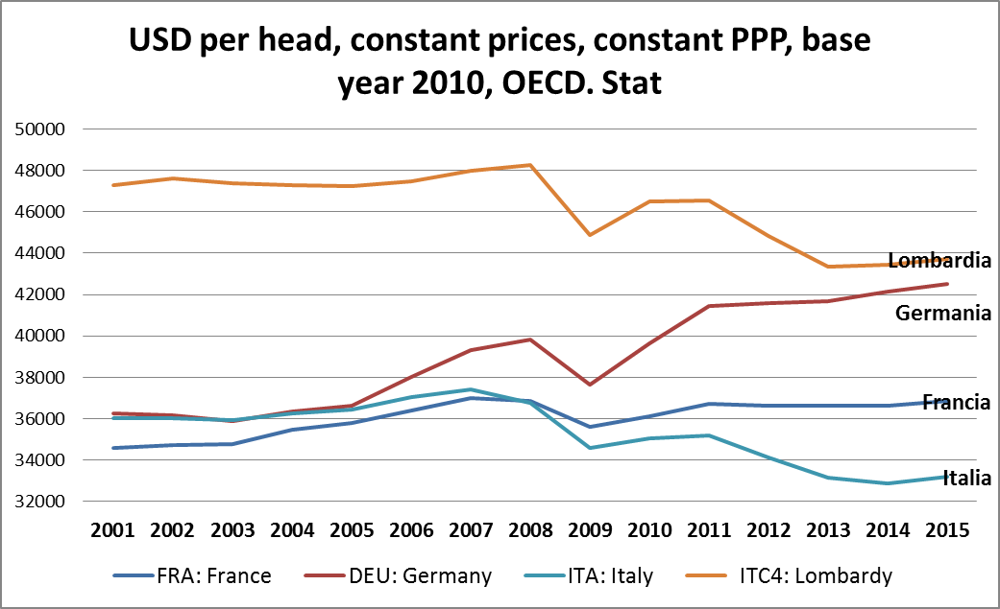 USD per head, constant prices, constant PPP, base
year 2010, OECD. Stat
50000
48000
46000
44000
42000
40000
38000
36000
34000
32000
Lombardia
Germania
Francia
Italia
2001 2002 2003 2004 2005 2006 2007 2008 2009 2010 2011 2012 2013 2014 2015
FRA: France DEU: Germany ITA: Italy ITC4: Lombardy